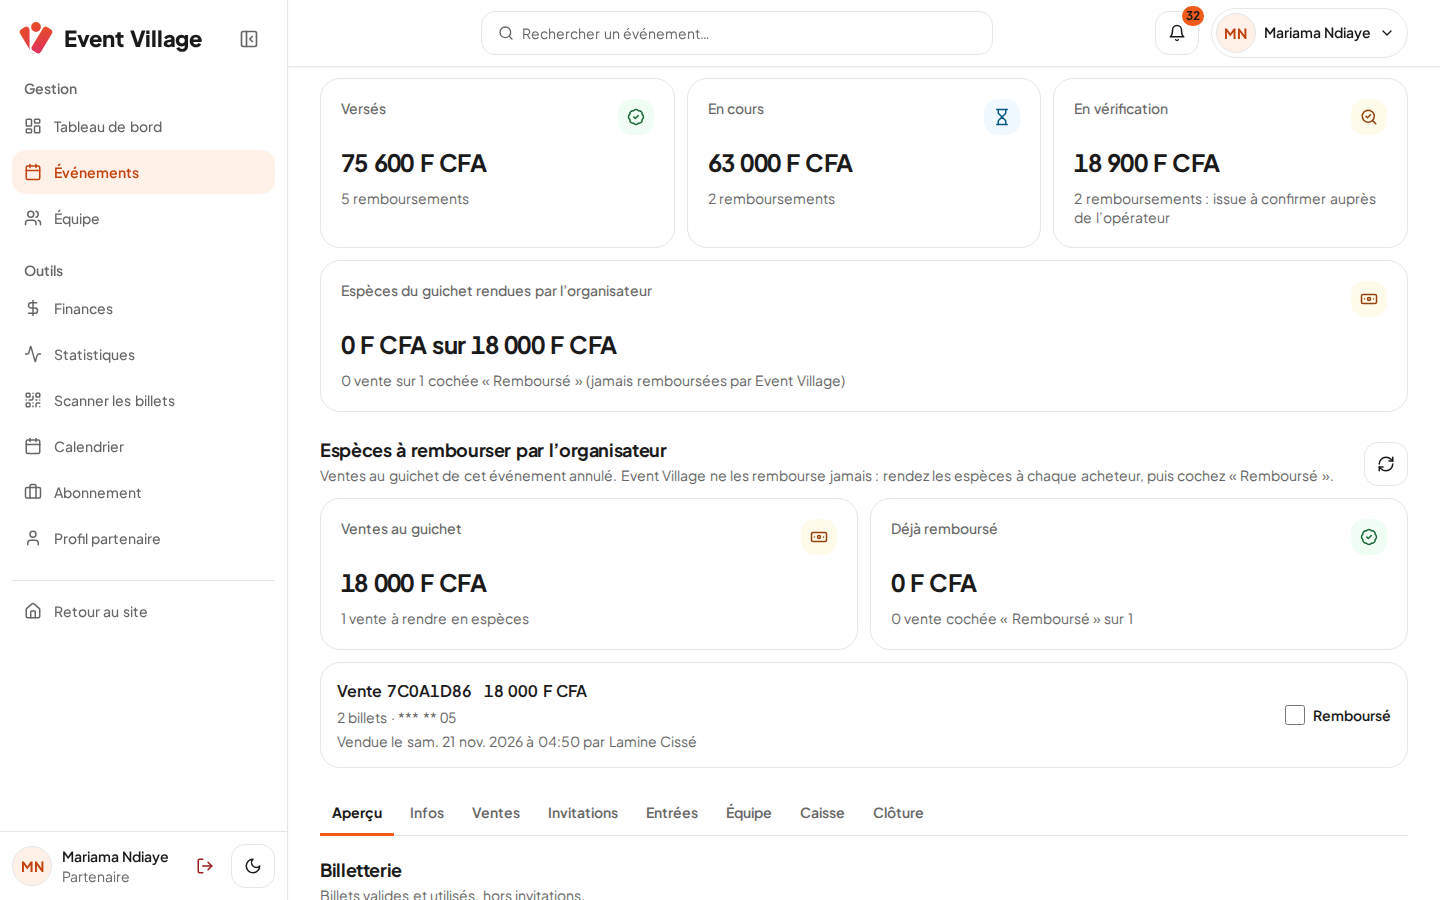 Event Village
Gestion
Tableau de bord
Événements
Équipe
Outils
Finances
Statistiques
Scanner les billets
Calendrier
Abonnement
Profil partenaire
Retour au site
MN
Mariama Ndiaye
Partenaire
Rechercher un événement...
32
MN
Mariama Ndiaye
Versés
75 600 F CFA
5 remboursements
En cours
63 000 F CFA
2 remboursements
En vérification
18 900 F CFA
2 remboursements : issue à confirmer auprès
de l’opérateur
Espèces du guichet rendues par l’organisateur
0 F CFA sur 18 000 F CFA
0 vente sur 1 cochée « Remboursé » (jamais remboursées par Event Village)
Espèces à rembourser par l’organisateur
Ventes au guichet de cet événement annulé. Event Village ne les rembourse jamais : rendez les espèces à chaque acheteur, puis cochez « Remboursé ».
Ventes au guichet
18 000 F CFA
1 vente à rendre en espèces
Déjà remboursé
0 F CFA
0 vente cochée « Remboursé » sur 1
Vente 7C0A1D86 18 000 F CFA
2 billets · *** ** 05
Vendue le sam. 21 nov. 2026 à 04:50 par Lamine Cissé
Remboursé
Aperçu
Infos
Ventes
Invitations
Entrées
Équipe
Caisse
Clôture
Billetterie
Billets valides et utilisés, hors invitations.